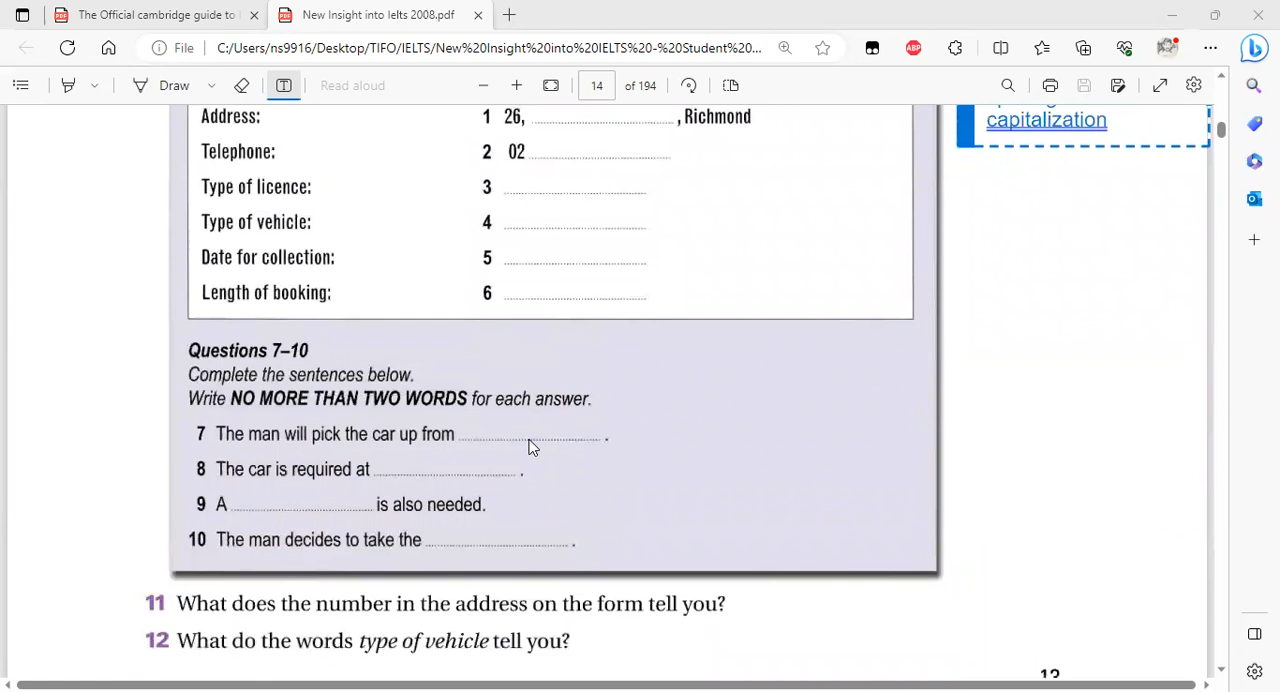 The Official cambridge guide to
New Insight into Ielts 2008.pdf
File
C:/Users/ns9916/Desktop/TIFO/IELTS/New%20Insight%20into%20IELTS%20-%20Student%20...
ABP
Draw
Read aloud
14 of 194
capitalization
Address: 1 26, ............ , Richmond
Telephone: 2 02 ............
Type of licence: 3 ............
Type of vehicle: 4 ............
Date for collection: 5 ............
Length of booking: 6 ............
Questions 7–10
Complete the sentences below.
Write NO MORE THAN TWO WORDS for each answer.
7 The man will pick the car up from ............ .
8 The car is required at ............ .
9 A ............ is also needed.
10 The man decides to take the ............ .
11 What does the number in the address on the form tell you?
12 What do the words type of vehicle tell you?